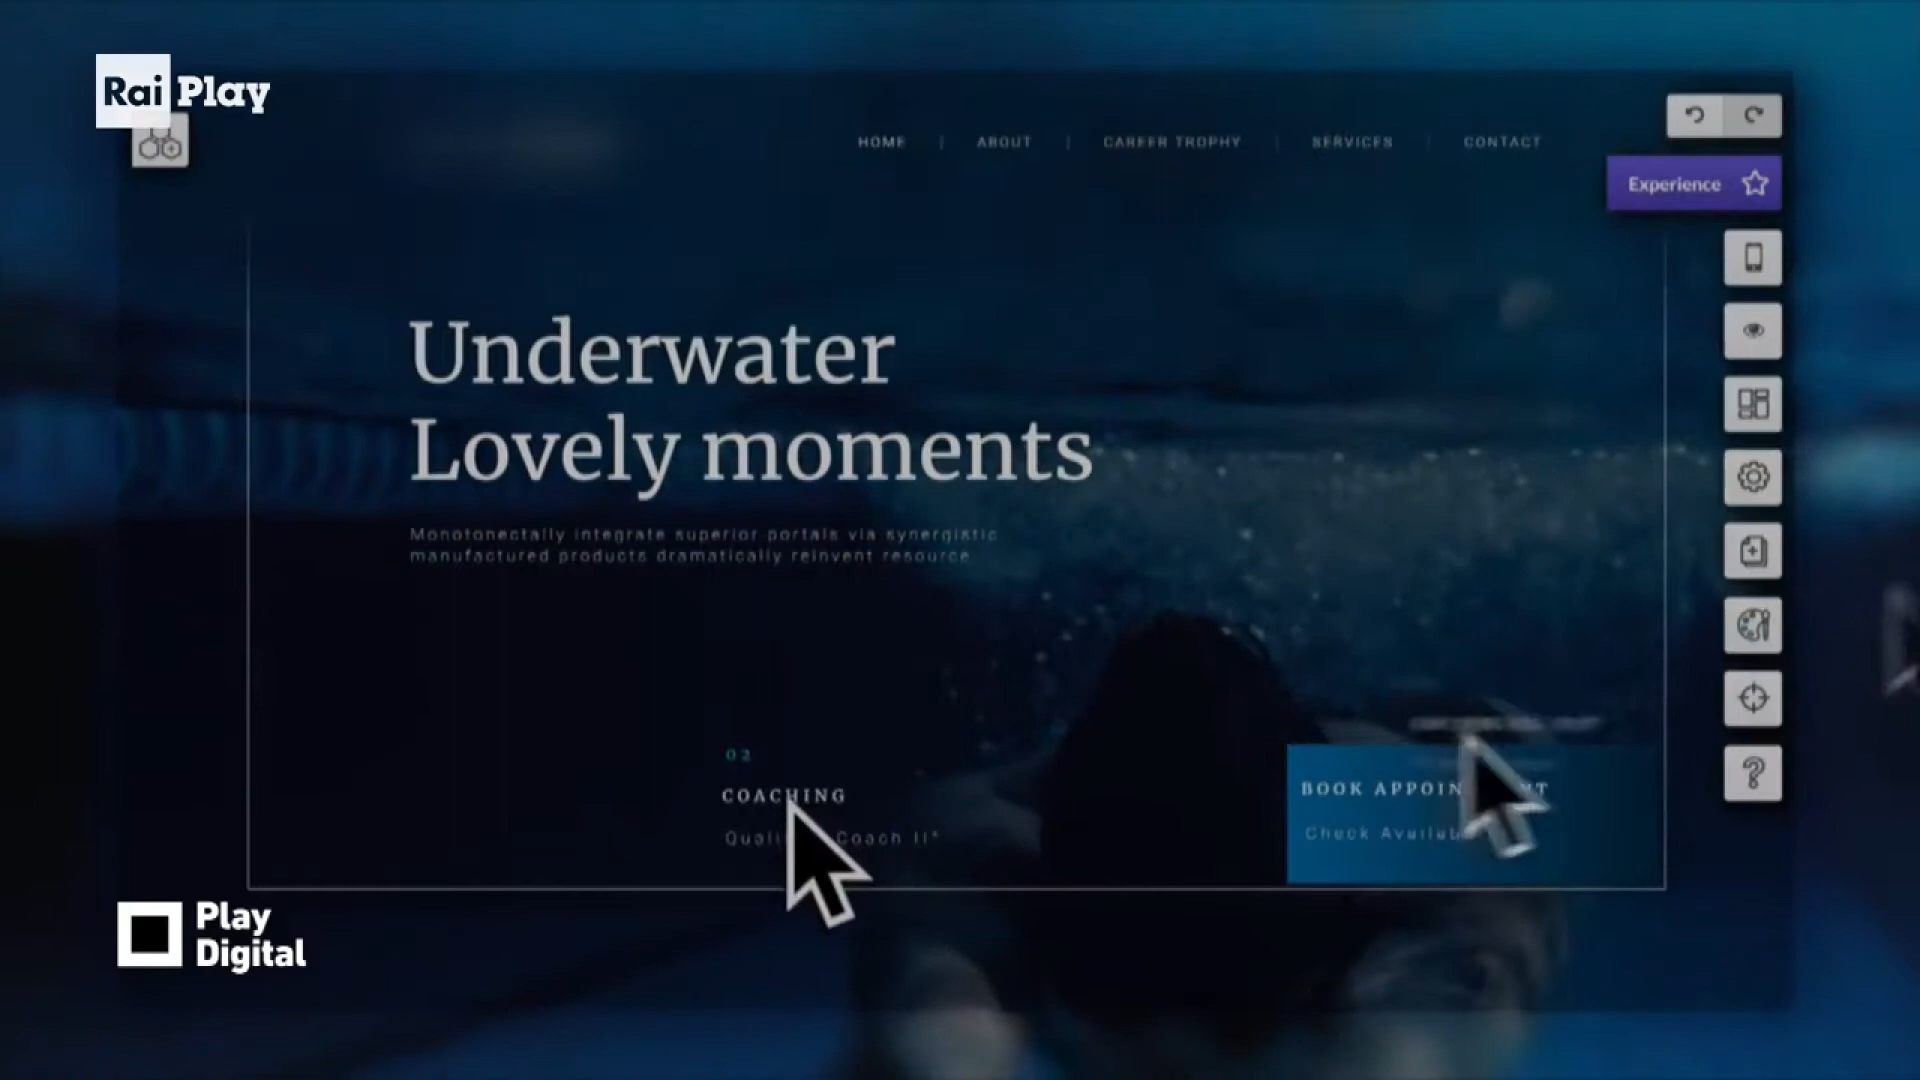 Rai Play
HOME
ABOUT
CAREER TROPHY
SERVICES
CONTACT
Experience
Underwater
Lovely moments
Monotonectally integrate superior portals via synergistic
manufactured products dramatically reinvent resource
02
COACHING
Coach II*
BOOK
Check
Play
Digital